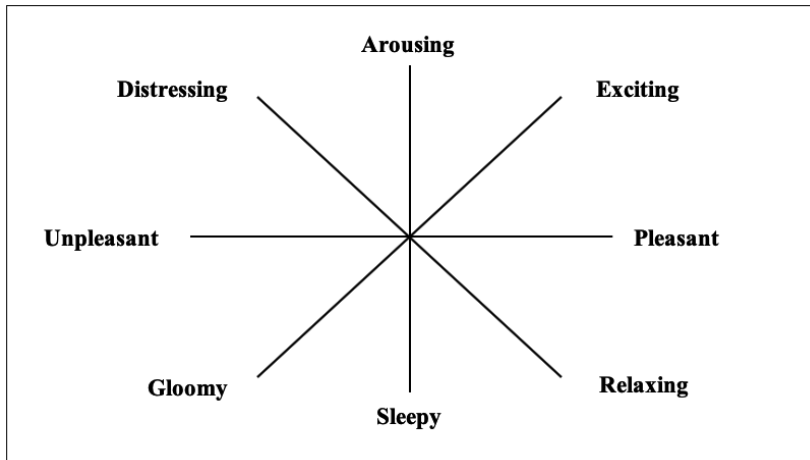 Arousing
Distressing
Exciting
Unpleasant
Pleasant
Gloomy
Relaxing
Sleepy